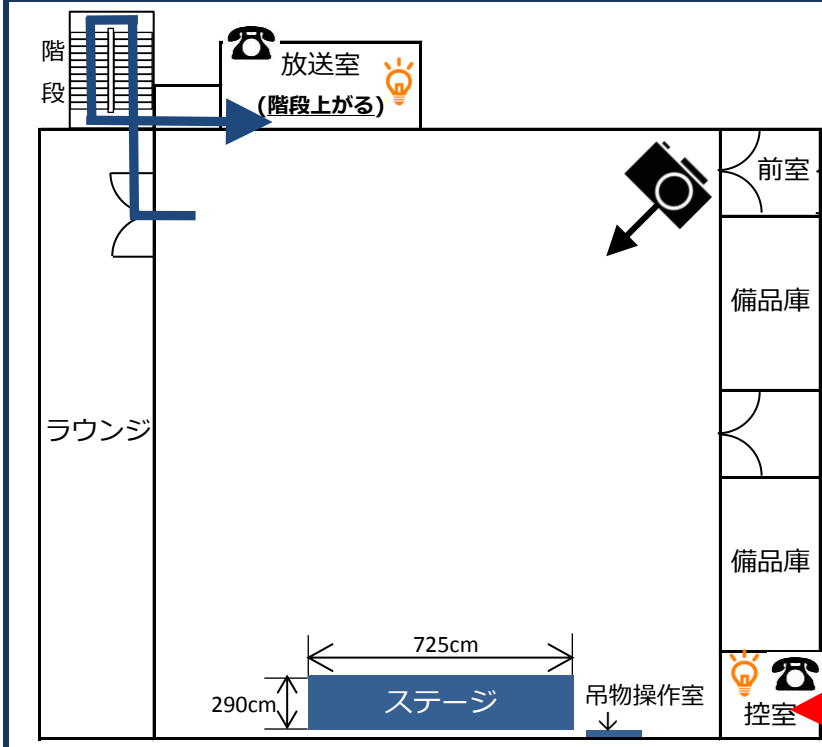 階
段
放送室
(階段上がる)
前室
備品庫
ラウンジ
備品庫
725cm
290cm
ステージ
吊物操作室
控室